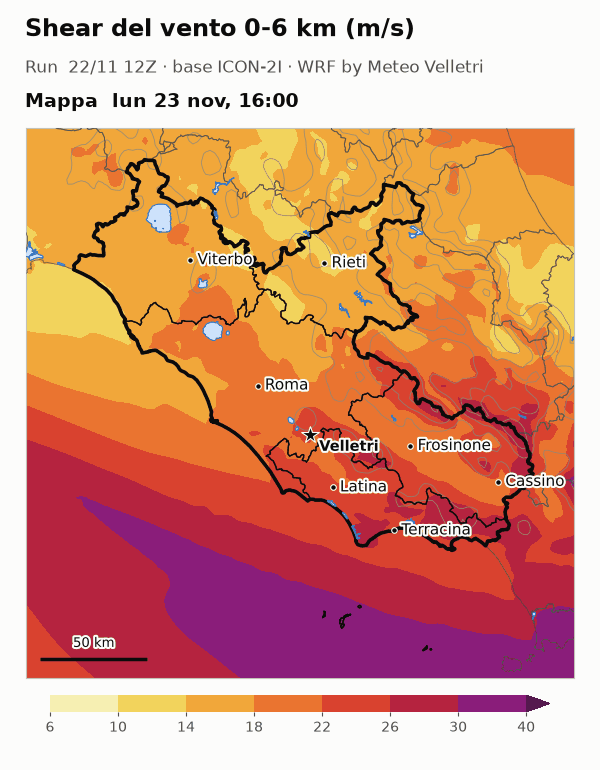 Shear del vento 0-6 km (m/s)
Run 22/11 12Z · base ICON-2I · WRF by Meteo Velletri
Mappa lun 23 nov, 16:00
Viterbo
Rieti
Roma
Velletri
Frosinone
Cassino
Latina
Terracina
50 km
6 10 14 18 22 26 30 40